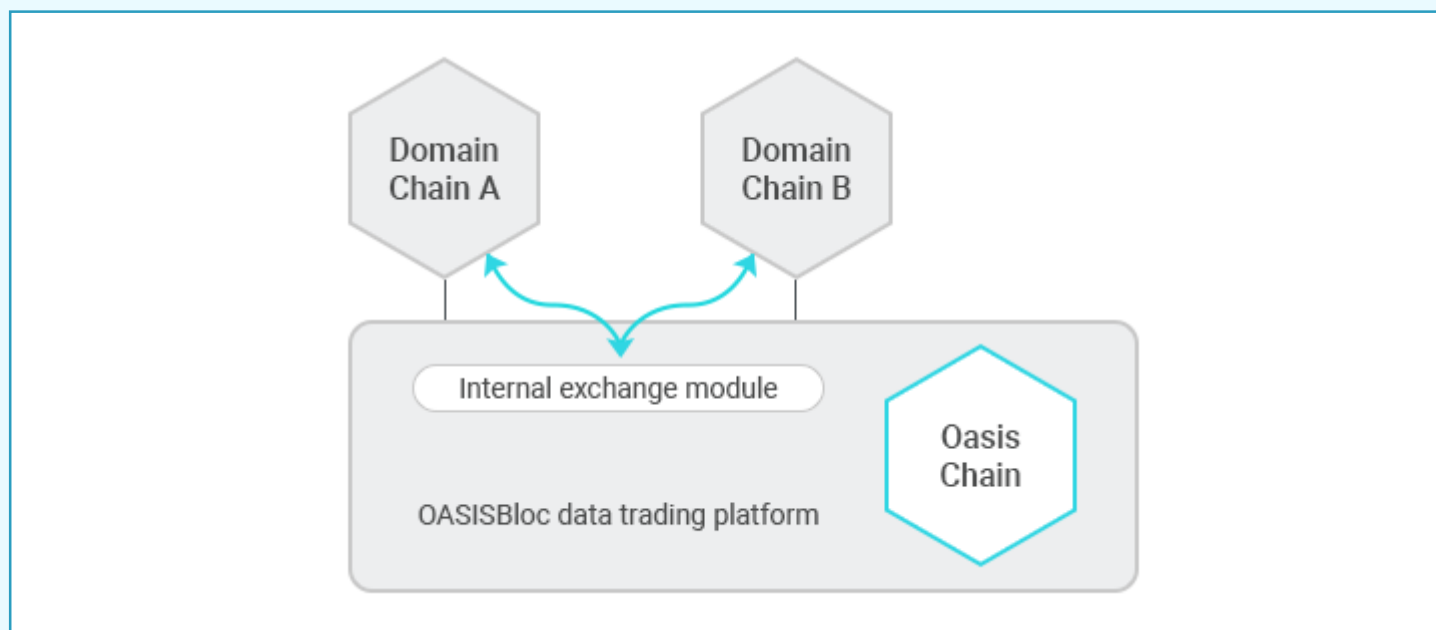 Domain
Chain A
Domain
Chain B
Internal exchange module
Oasis
Chain
OASISBloc data trading platform